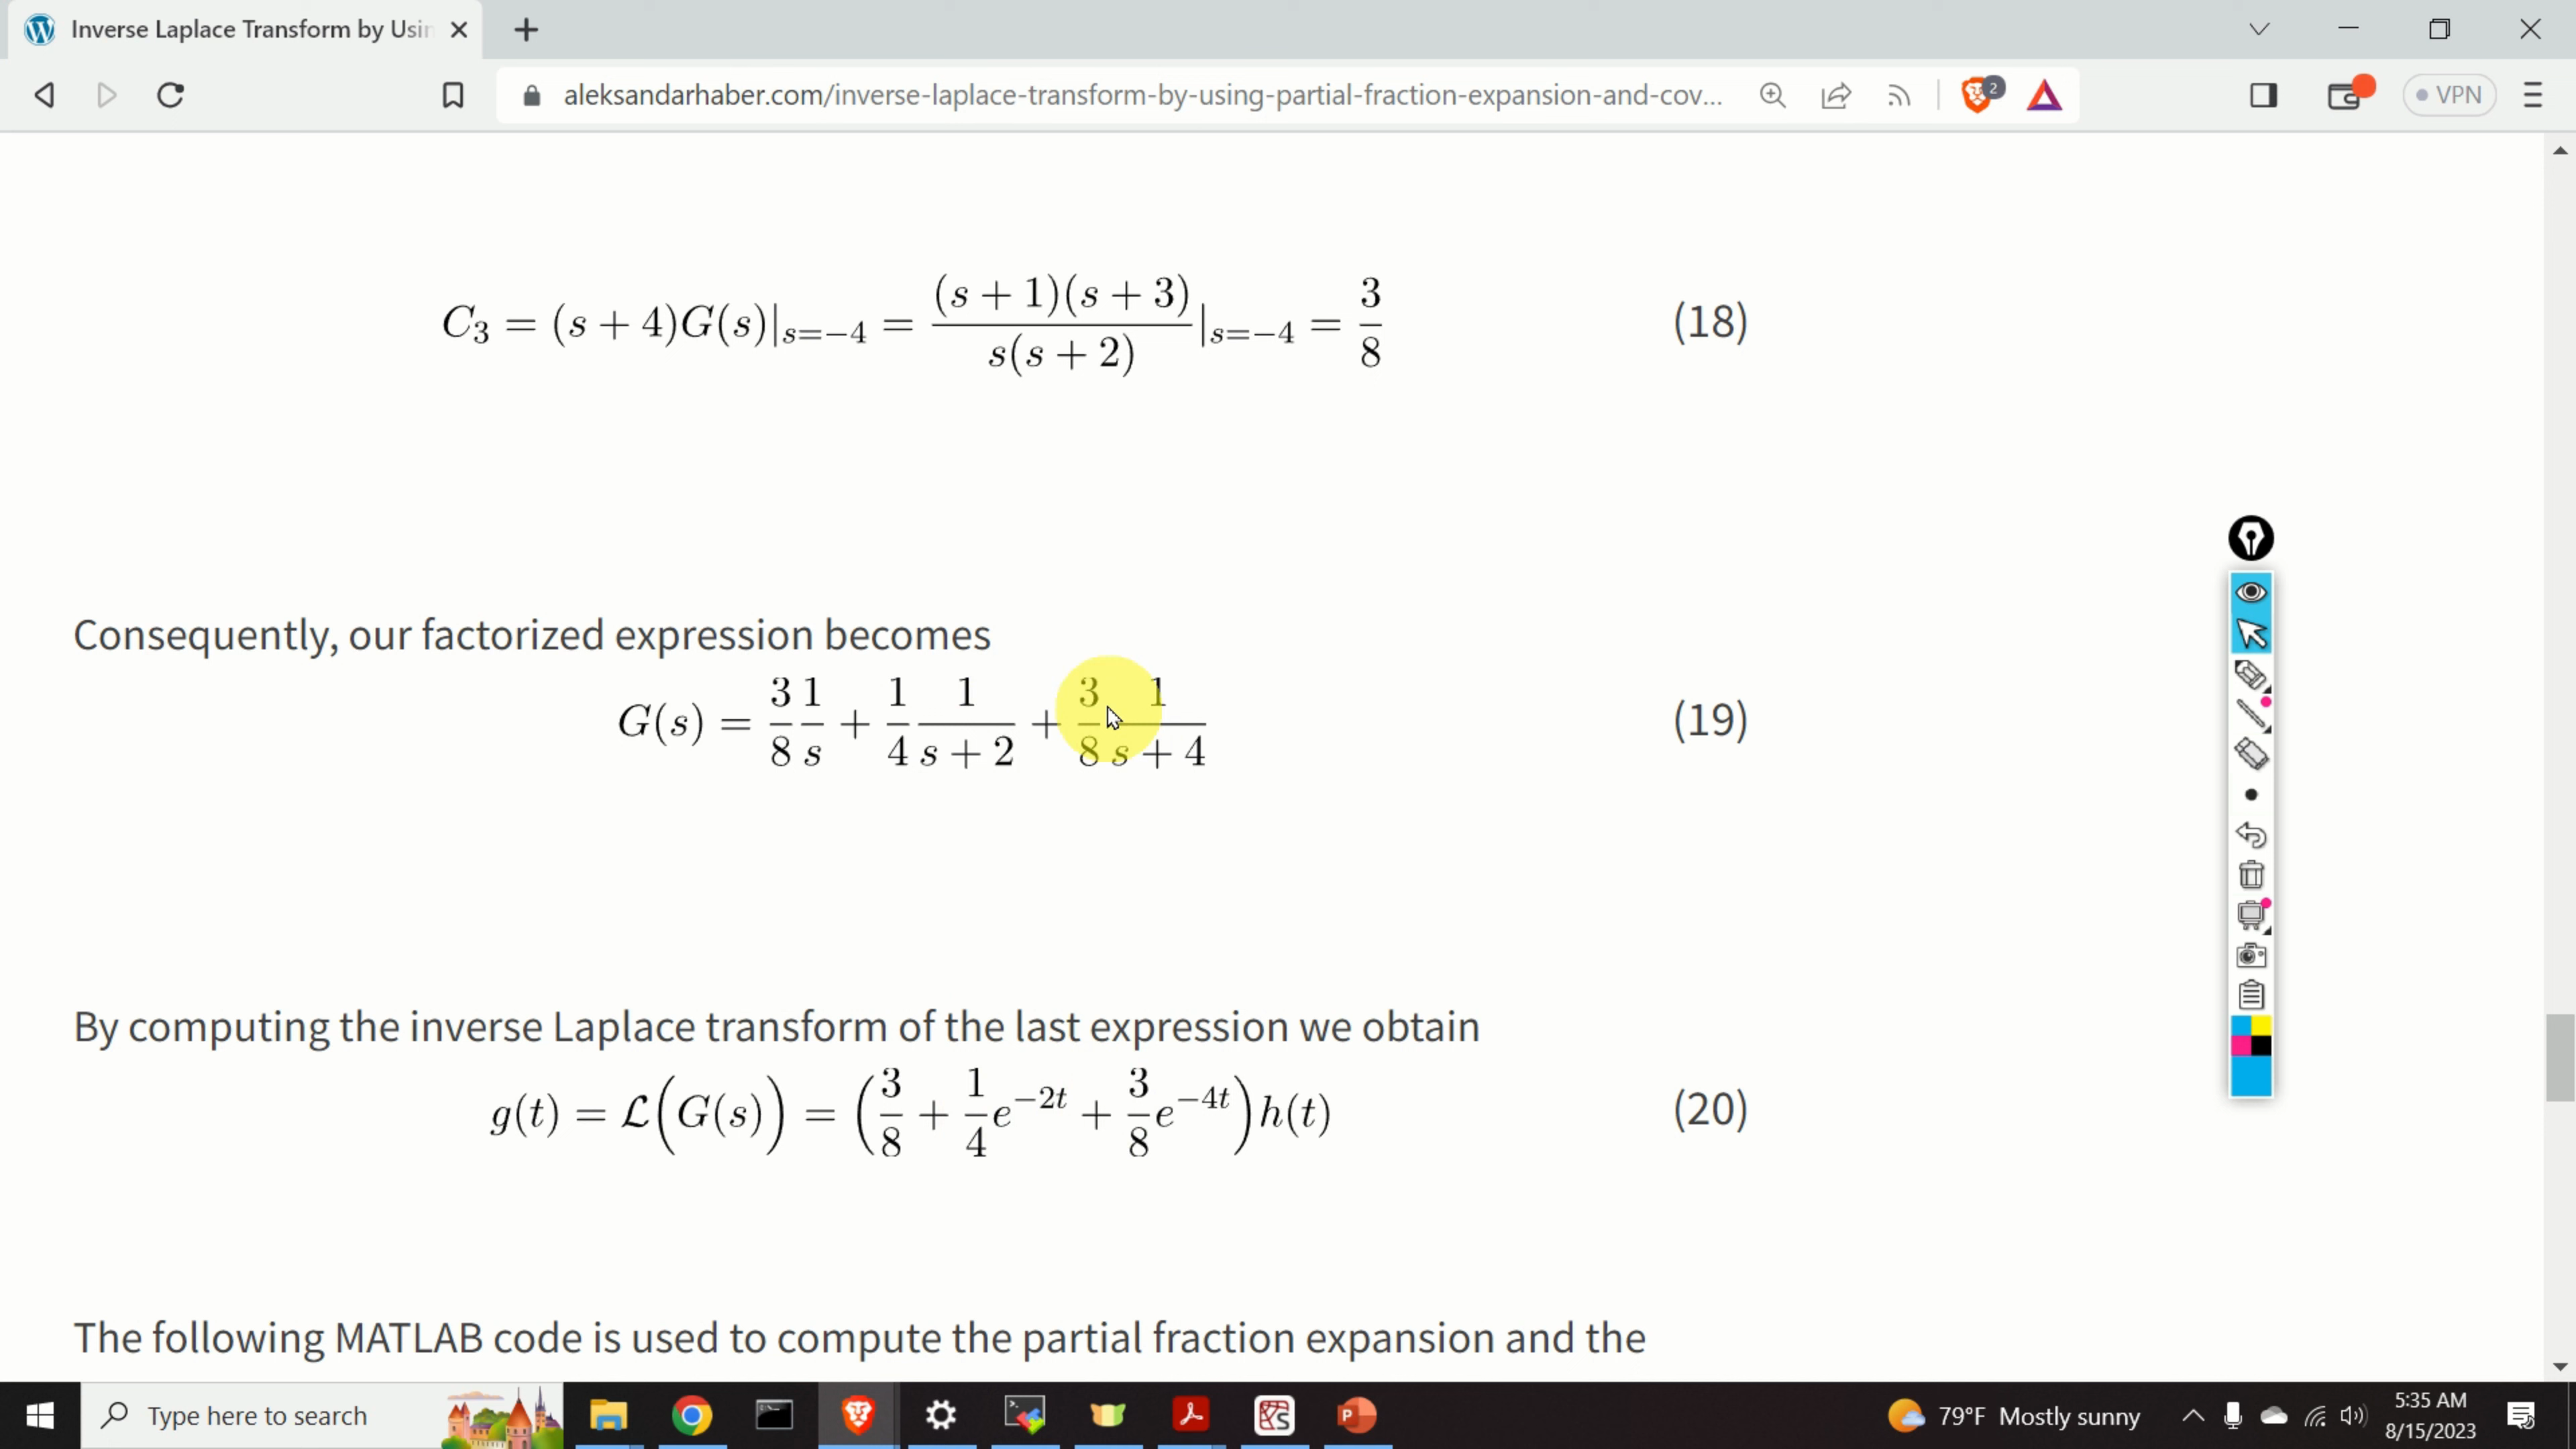 Inverse Laplace Transform by Usin
aleksandarhaber.com/inverse-laplace-transform-by-using-partial-fraction-expansion-and-cov...
2
VPN
C₃ = (s + 4)G(s)|ₛ₌₋₄ = (s + 1)(s + 3) / s(s + 2) |ₛ₌₋₄ = 3/8 (18)
Consequently, our factorized expression becomes
G(s) = 3/8 1/s + 1/4 1/(s + 2) + 3/8 1/(s + 4) (19)
By computing the inverse Laplace transform of the last expression we obtain
g(t) = ℒ(G(s)) = (3/8 + 1/4 e^{−2t} + 3/8 e^{−4t})h(t) (20)
The following MATLAB code is used to compute the partial fraction expansion and the
Type here to search
79°F Mostly sunny
5:35 AM
8/15/2023